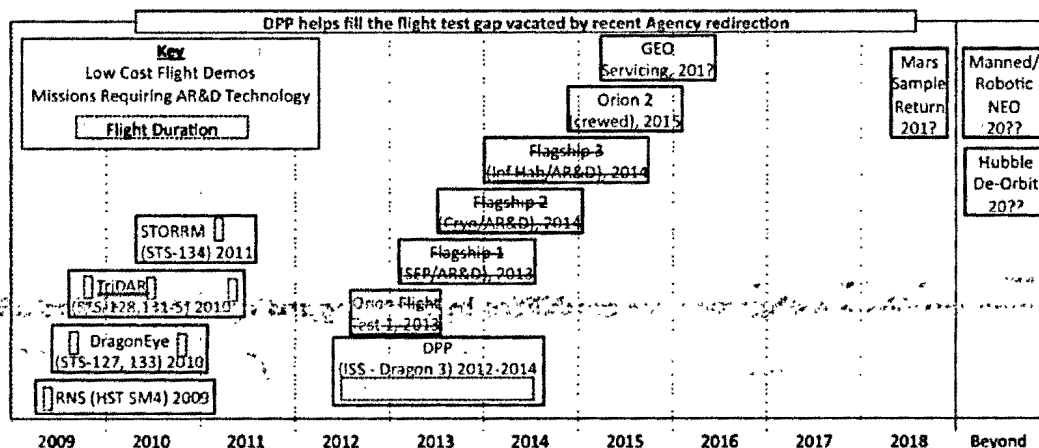 DPP helps fill the flight test gap vacated by recent Agency redirection
Key
Low Cost Flight Demos
Missions Requiring AR&D Technology
Flight Duration
GEO
Servicing, 201?
Mars
Sample
Return
201?
Manned/
Robotic
NEO
20??
Orion 2
(crewed), 2015
Flagship 3
(Inf Hab/AR&D), 2014
Hubble
De-Orbit
20??
Flagship 2
(Cryo/AR&D), 2014
STORRM
(STS-134) 2011
Flagship 1
(SEP/AR&D), 2013
TriDAR
(STS-128,131-5) 2010
Orion Flight
Test 1, 2013
DragonEye
(STS-127, 133) 2010
DPP
(ISS - Dragon 3) 2012-2014
RNS (HST SM4) 2009
2009 2010 2011 2012 2013 2014 2015 2016 2017 2018 Beyond